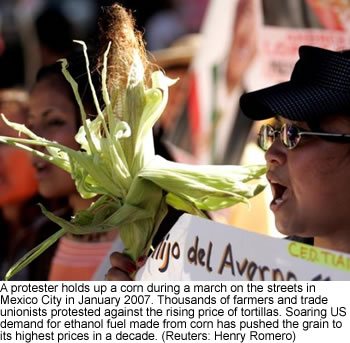 Hijo del Averno
C.E.D. TIA
A protester holds up a corn during a march on the streets in
Mexico City in January 2007. Thousands of farmers and trade
unionists protested against the rising price of tortillas. Soaring US
demand for ethanol fuel made from corn has pushed the grain to
its highest prices in a decade. (Reuters: Henry Romero)